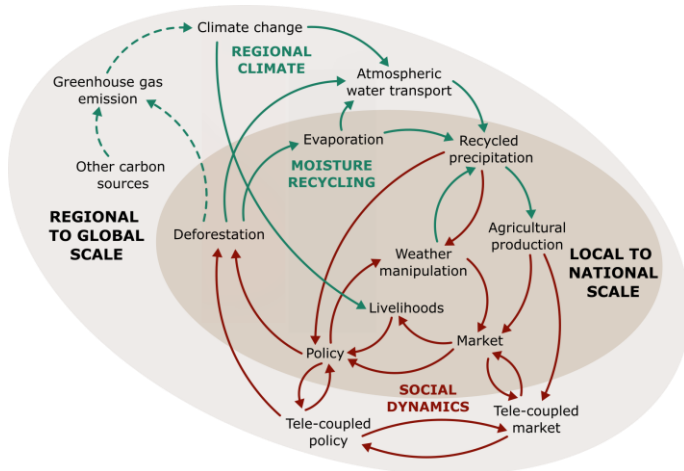 Climate change
REGIONAL
CLIMATE
Atmospheric
water transport
Greenhouse gas
emission
Evaporation
Recycled
precipitation
Other carbon
sources
MOISTURE
RECYCLING
REGIONAL
TO GLOBAL
SCALE
Deforestation
Agricultural
production
Weather
manipulation
LOCAL TO
NATIONAL
SCALE
Livelihoods
Policy
Market
SOCIAL
DYNAMICS
Tele-coupled
policy
Tele-coupled
market